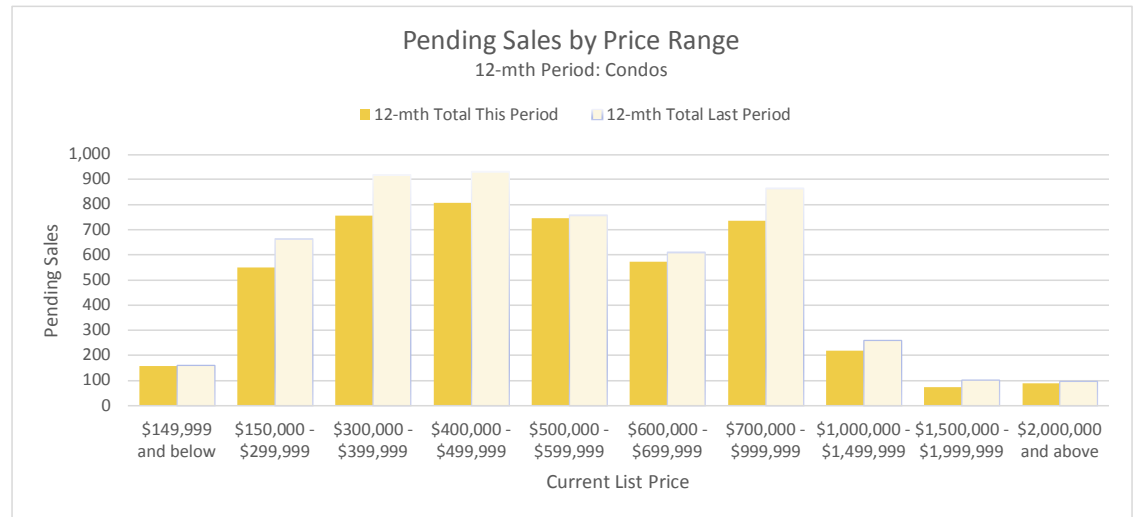 Pending Sales by Price Range
12-mth Period: Condos
12-mth Total This Period 12-mth Total Last Period
1,000
900
800
700
600
500
400
300
200
100
0
Pending Sales
$149,999 $150,000 - $300,000 - $400,000 - $500,000 - $600,000 - $700,000 - $1,000,000 - $1,500,000 - $2,000,000
and below $299,999 $399,999 $499,999 $599,999 $699,999 $999,999 $1,499,999 $1,999,999 and above
Current List Price